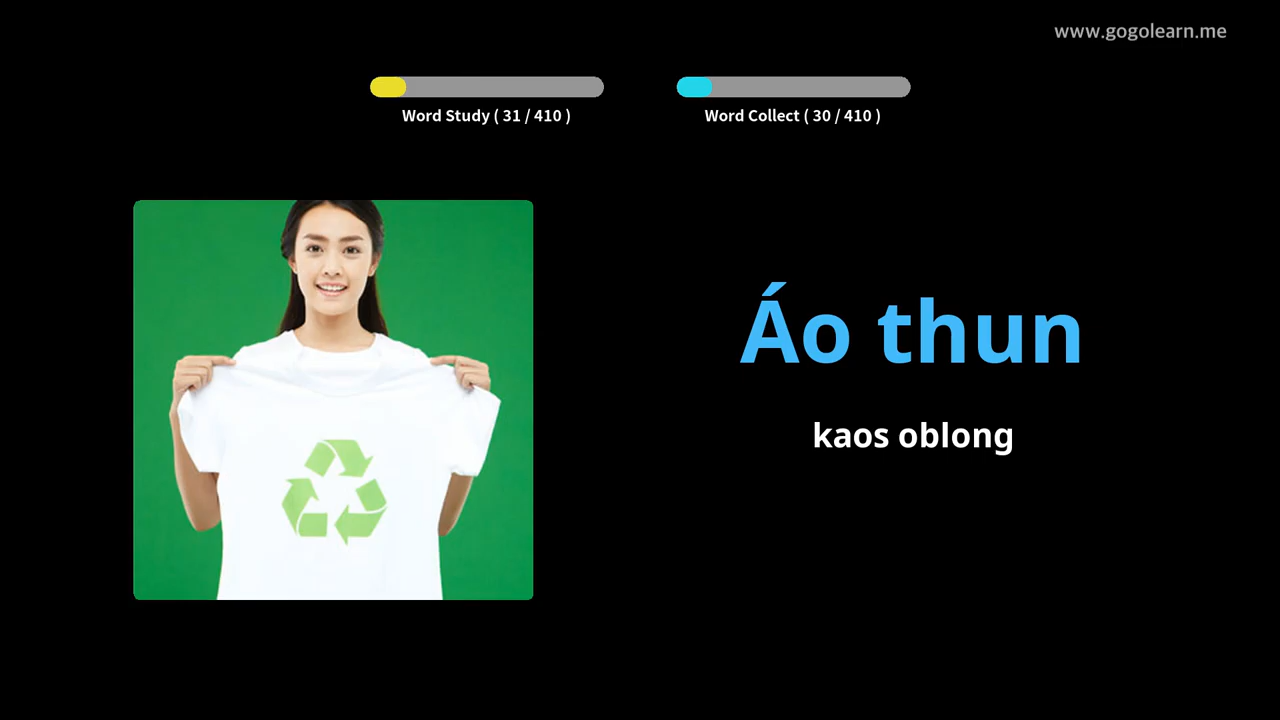 www.gogolearn.me
Word Study ( 31 / 410 )
Word Collect ( 30 / 410 )
Áo thun
kaos oblong